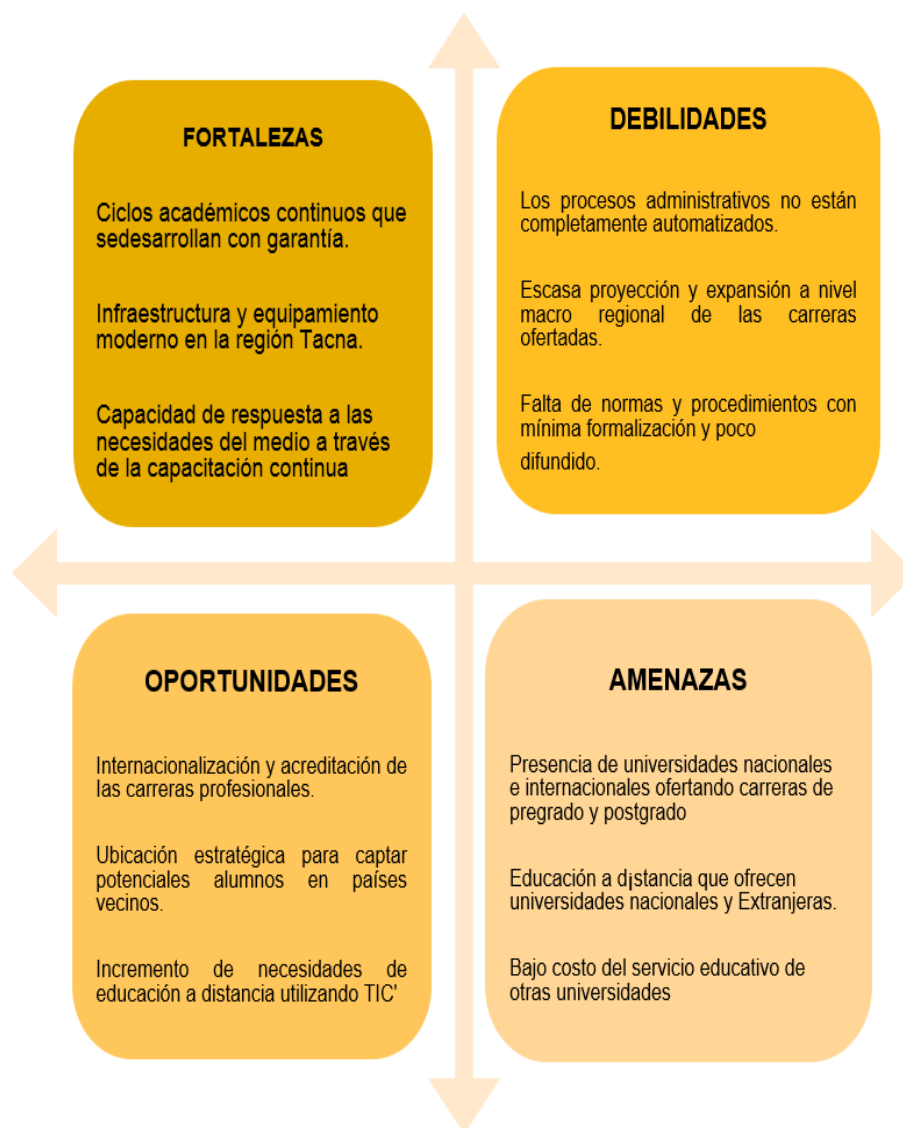 FORTALEZAS
Ciclos académicos continuos que
sedesarrollan con garantía.
Infraestructura y equipamiento
moderno en la región Tacna.
Capacidad de respuesta a las
necesidades del medio a través
de la capacitación continua
DEBILIDADES
Los procesos administrativos no están
completamente automatizados.
Escasa proyección y expansión a nivel
macro regional de las carreras
ofertadas.
Falta de normas y procedimientos con
mínima formalización y poco
difundido.
OPORTUNIDADES
Internacionalización y acreditación de
las carreras profesionales.
Ubicación estratégica para captar
potenciales alumnos en países
vecinos.
Incremento de necesidades de
educación a distancia utilizando TIC'
AMENAZAS
Presencia de universidades nacionales
e internacionales ofertando carreras de
pregrado y postgrado
Educación a d¡stancia que ofrecen
universidades nacionales y Extranjeras.
Bajo costo del servicio educativo de
otras universidades